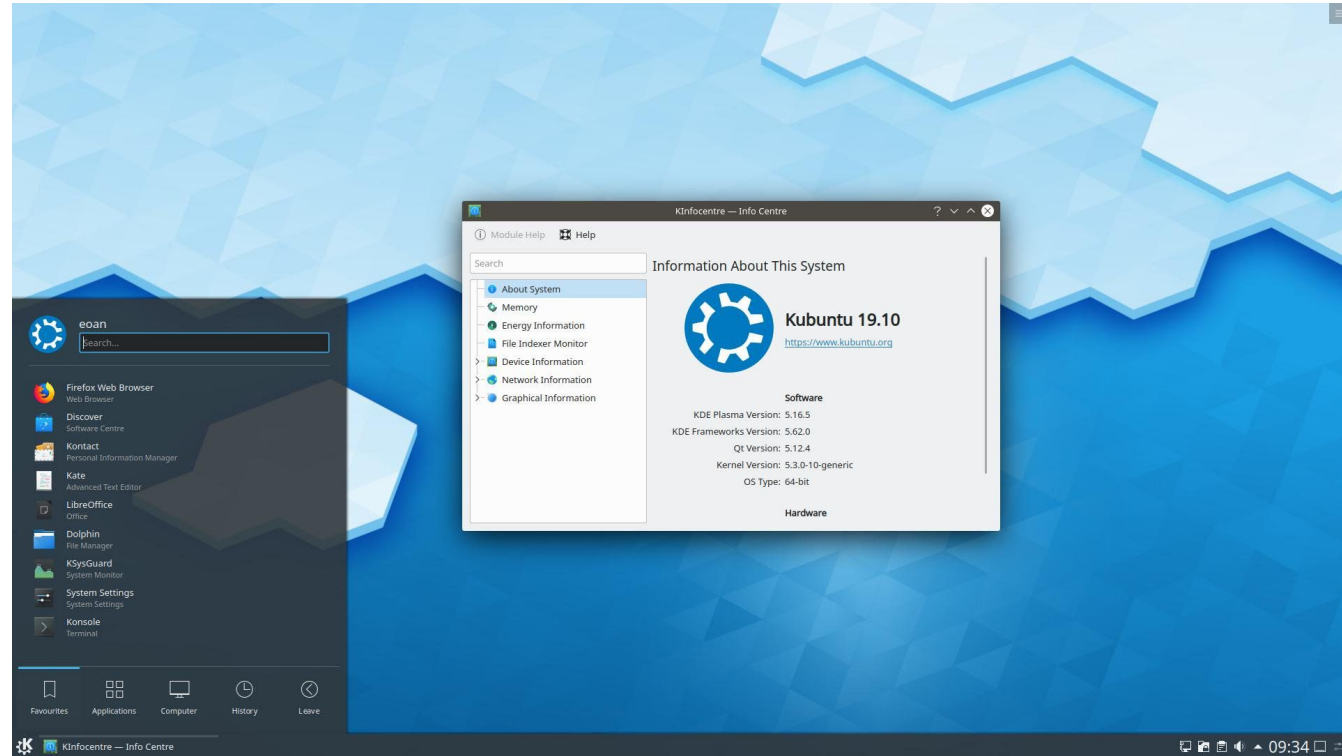 KInfocentre — Info Centre
Module Help Help
Search
About System
Memory
Energy Information
File Indexer Monitor
Device Information
Network Information
Graphical Information
Information About This System
Kubuntu 19.10
https://www.kubuntu.org
Software
KDE Plasma Version: 5.16.5
KDE Frameworks Version: 5.62.0
Qt Version: 5.12.4
Kernel Version: 5.3.0-10-generic
OS Type: 64-bit
Hardware
eoan
Search...
Firefox Web Browser
Web Browser
Discover
Software Centre
Kontact
Personal Information Manager
Kate
Advanced Text Editor
LibreOffice
Office
Dolphin
File Manager
KSysGuard
System Monitor
System Settings
System Settings
Konsole
Terminal
Favourites Applications Computer History Leave
KInfocentre — Info Centre
09:34